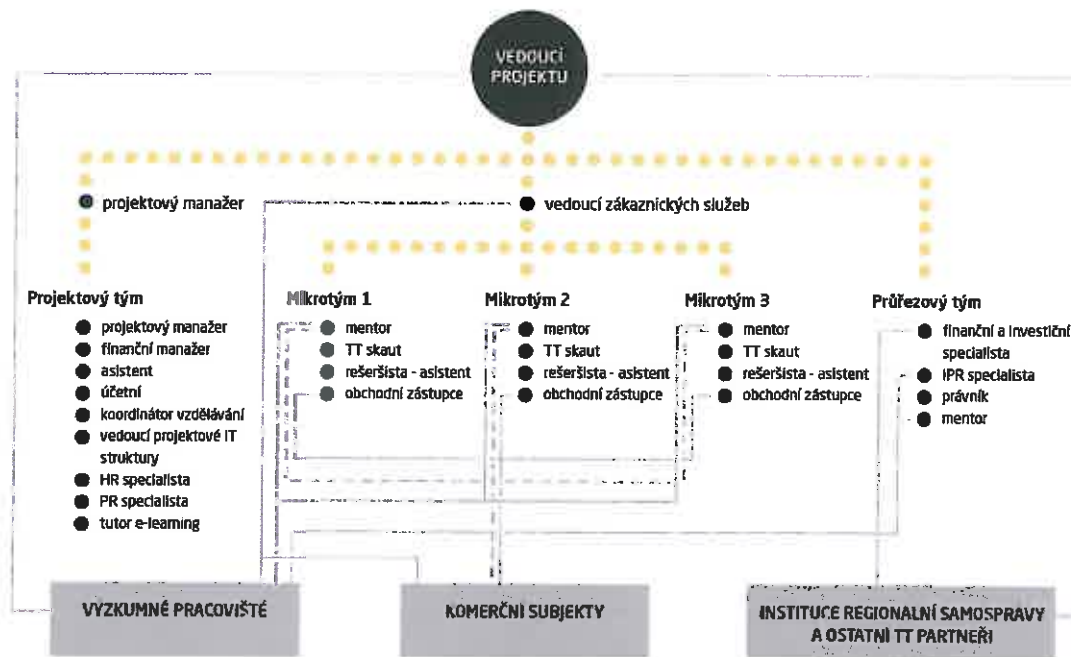 VEDOUCÍ
PROJEKTU
projektový manažer
vedoucí zákaznických služeb
Projektový tým
projektový manažer
finanční manažer
asistent
účetní
koordinátor vzdělávání
vedoucí projektové IT
struktury
HR specialista
PR specialista
tutor e-learning
Mikrotým 1
mentor
TT skaut
rešeršista - asistent
obchodní zástupce
Mikrotým 2
mentor
TT skaut
rešeršista - asistent
obchodní zástupce
Mikrotým 3
mentor
TT skaut
rešeršista - asistent
obchodní zástupce
Průřezový tým
finanční a investiční
specialista
IPR specialista
právník
mentor
VÝZKUMNÉ PRACOVIŠTĚ
KOMERČNÍ SUBJEKTY
INSTITUCE REGIONALNÍ SAMOSPRAVY
A OSTATNÍ TT PARTNEŘI